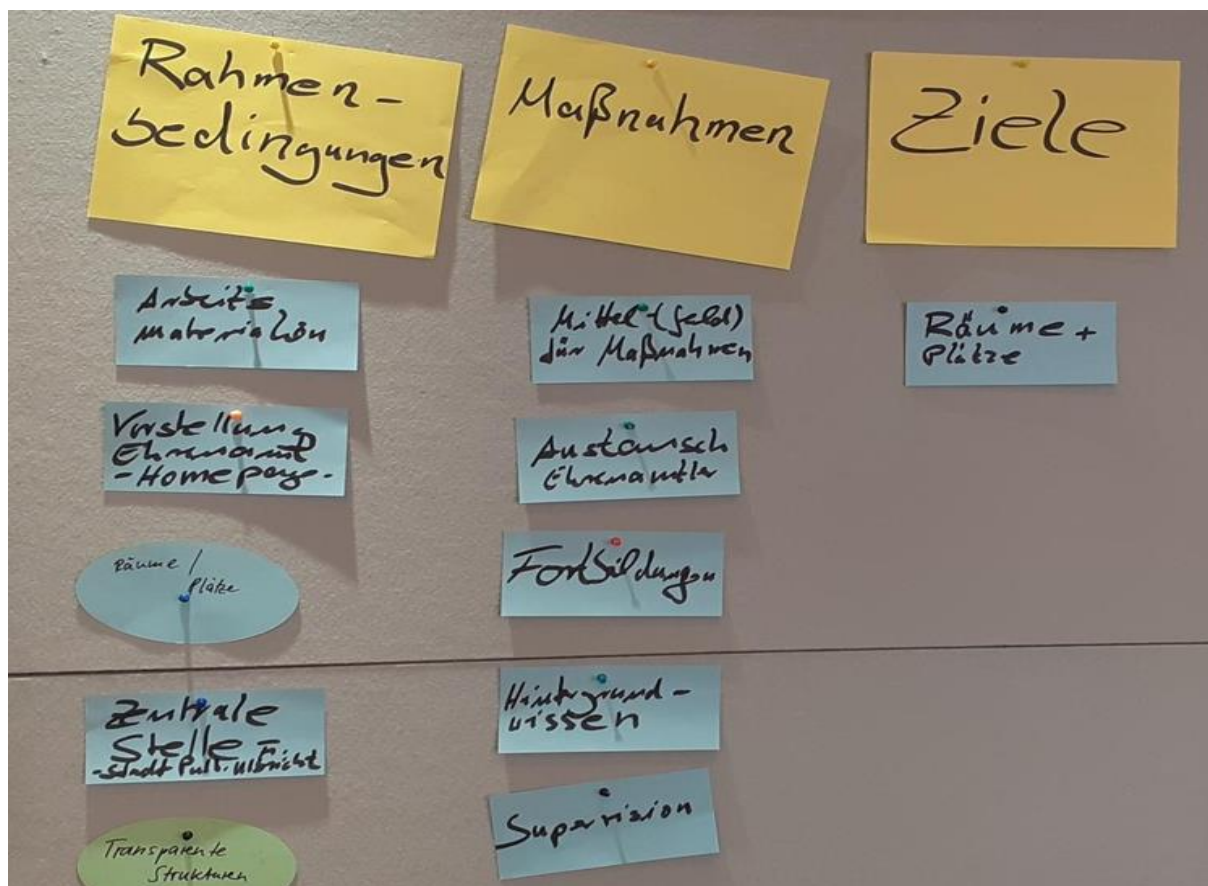 Rahmen-
bedingungen
Arbeits
materialien
Vorstellung
Ehrenamt
-Homepage-
Räume /
Plätze
Zentrale
Stelle -
-stadt
Transparente
Strukturen
Maßnahmen
Mittel-(geld)
für Maßnahmen
Austausch
Ehrenamtler
Fortbildungen
Hintergrund-
wissen
Supervision
Ziele
Räume +
Plätze